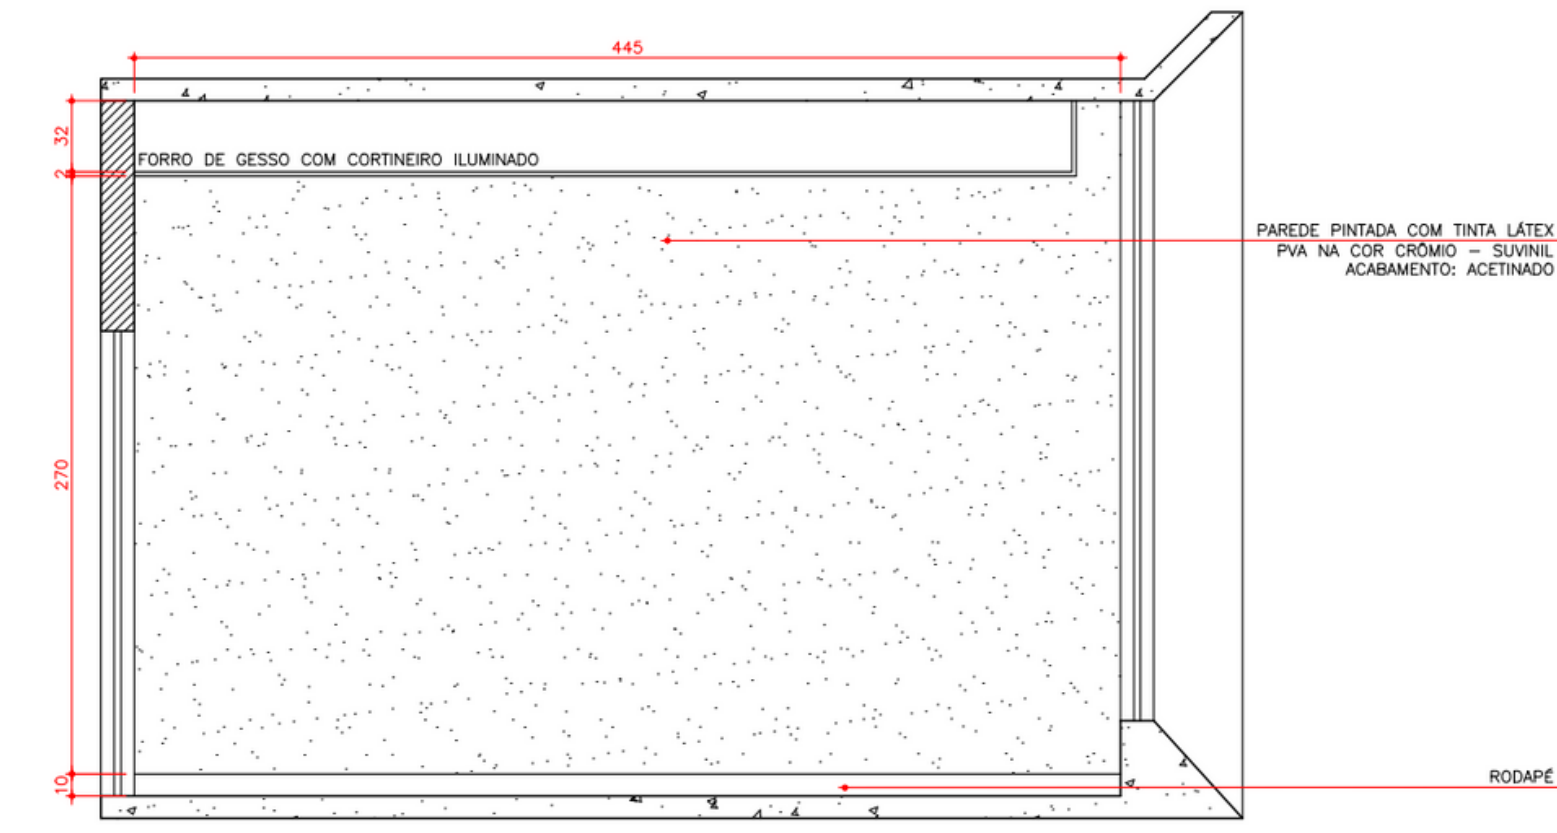 445
32
FORRO DE GESSO COM CORTINEIRO ILUMINADO
2
PAREDE PINTADA COM TINTA LÁTEX
PVA NA COR CRÔMIO – SUVINIL
ACABAMENTO: ACETINADO
270
10
RODAPÉ